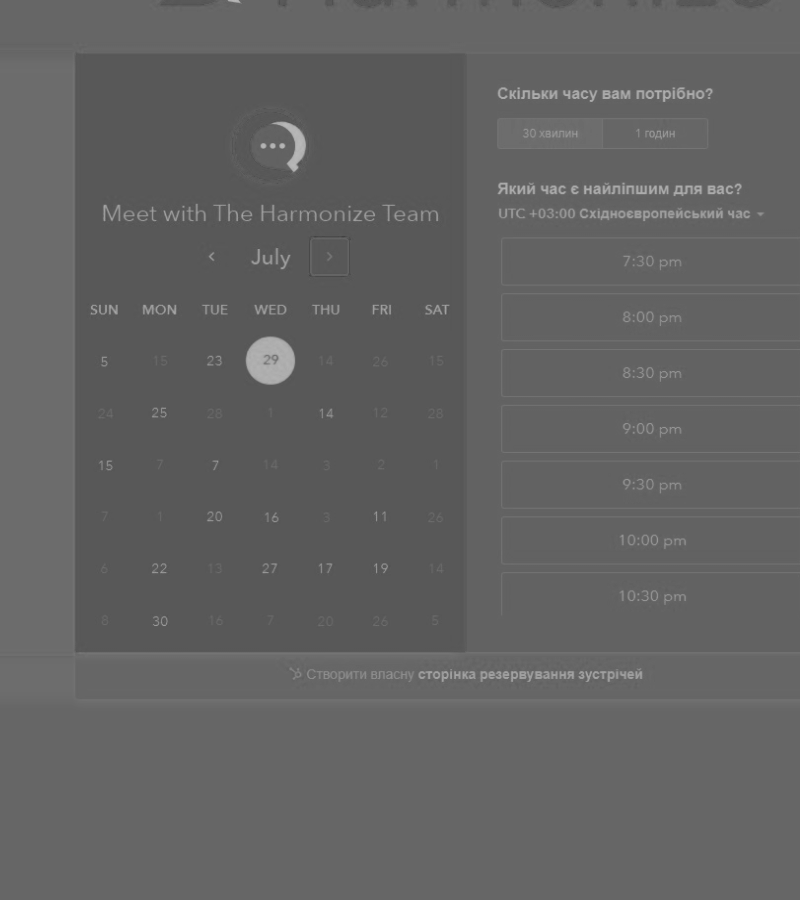 Harmonize
Meet with The Harmonize Team
July
SUN MON TUE WED THU FRI SAT
5 15 23 29 14 26 15
24 25 28 1 14 12 28
15 7 7 14 3 2 1
7 1 20 16 3 11 26
6 22 13 27 17 19 14
8 30 16 7 20 26 5
Скільки часу вам потрібно?
30 хвилин 1 годин
Який час є найліпшим для вас?
UTC +03:00 Східноєвропейський час
7:30 pm
8:00 pm
8:30 pm
9:00 pm
9:30 pm
10:00 pm
10:30 pm
Створити власну сторінка резервування зустрічей